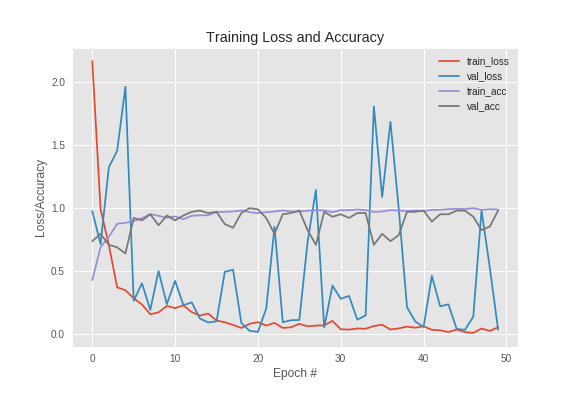 Training Loss and Accuracy
train_loss
val_loss
train_acc
val_acc
2.0
1.5
1.0
0.5
0.0
Loss/Accuracy
0 10 20 30 40 50
Epoch #